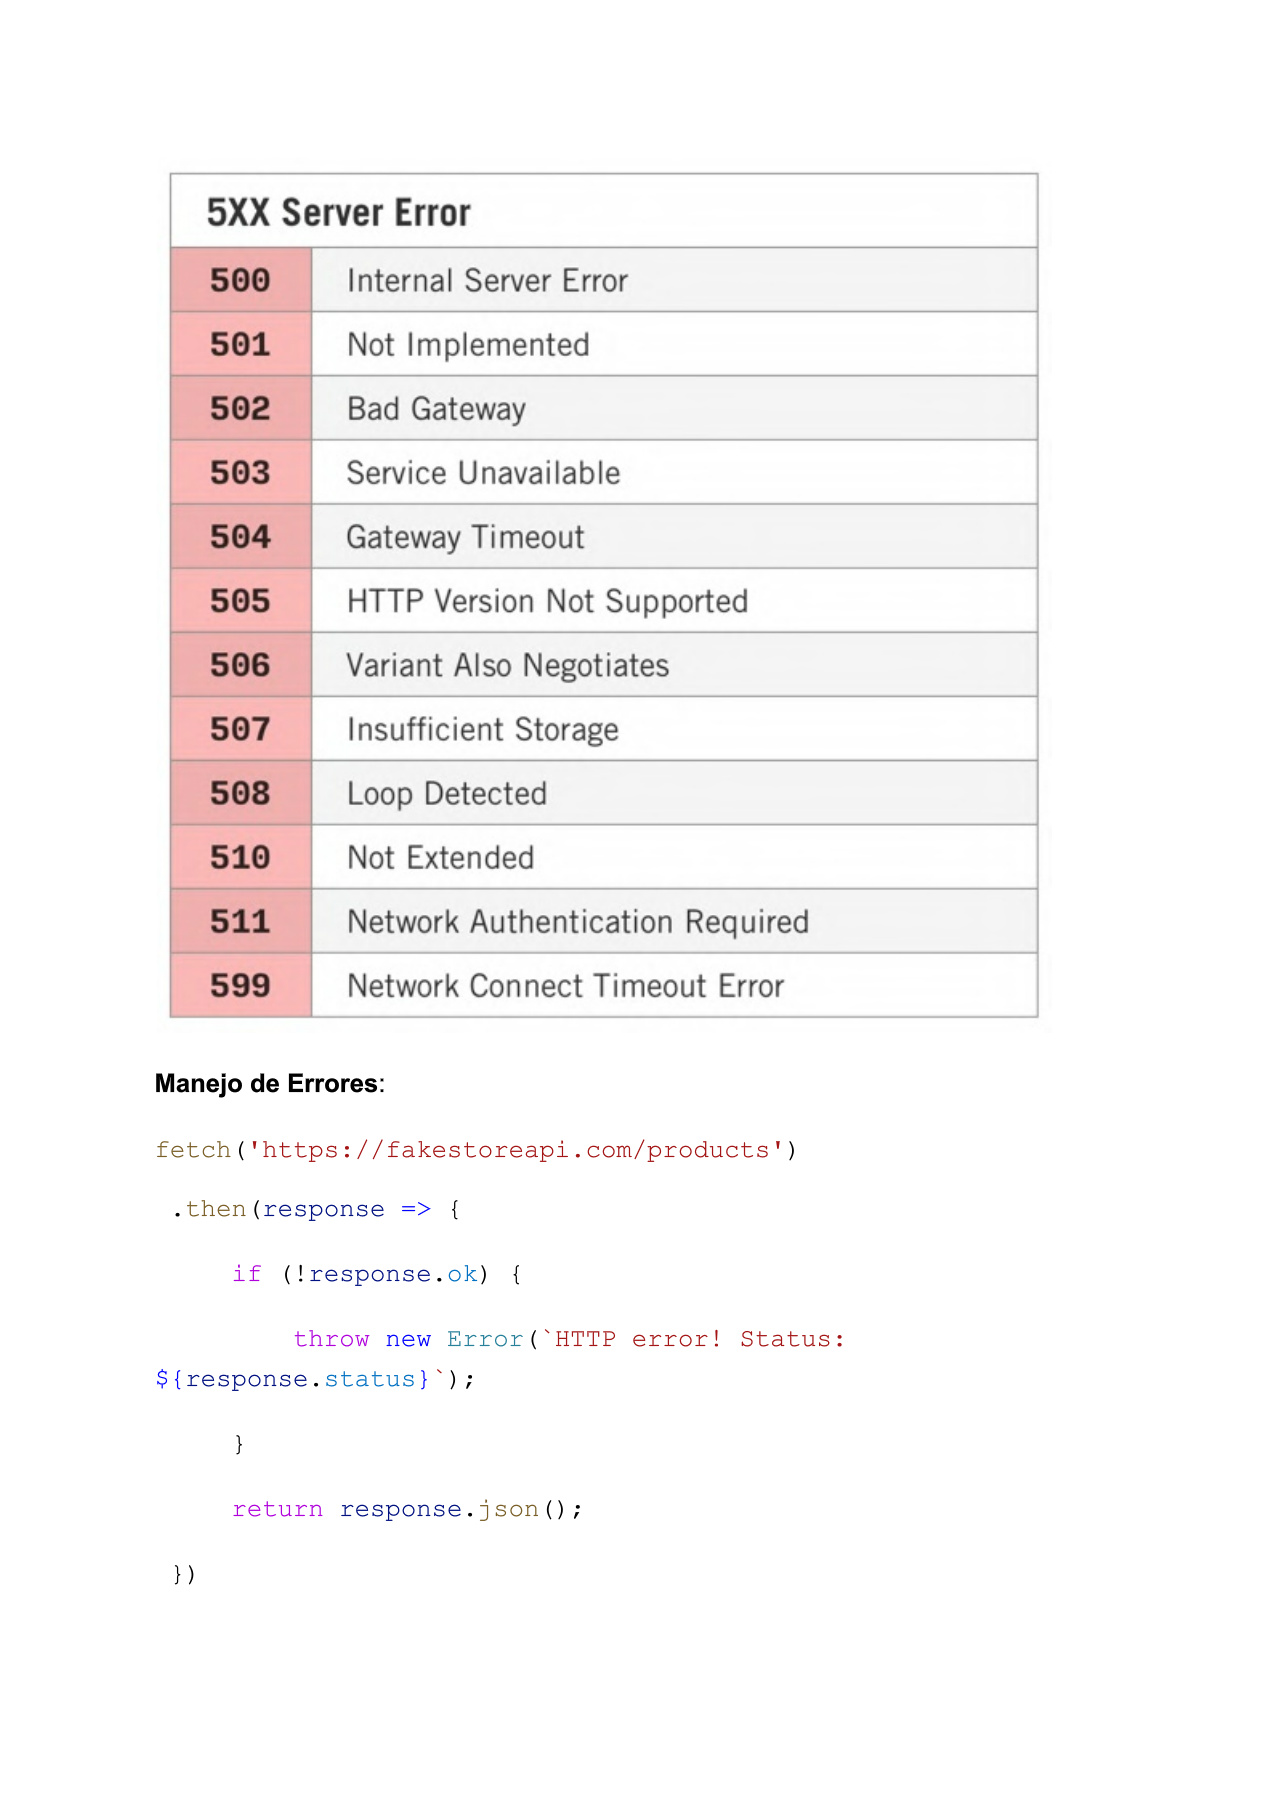 5XX Server Error
500 Internal Server Error
501 Not Implemented
502 Bad Gateway
503 Service Unavailable
504 Gateway Timeout
505 HTTP Version Not Supported
506 Variant Also Negotiates
507 Insufficient Storage
508 Loop Detected
510 Not Extended
511 Network Authentication Required
599 Network Connect Timeout Error
Manejo de Errores:
fetch('https://fakestoreapi.com/products')
.then(response => {
if (!response.ok) {
throw new Error(`HTTP error! Status:
${response.status}`);
}
return response.json();
})